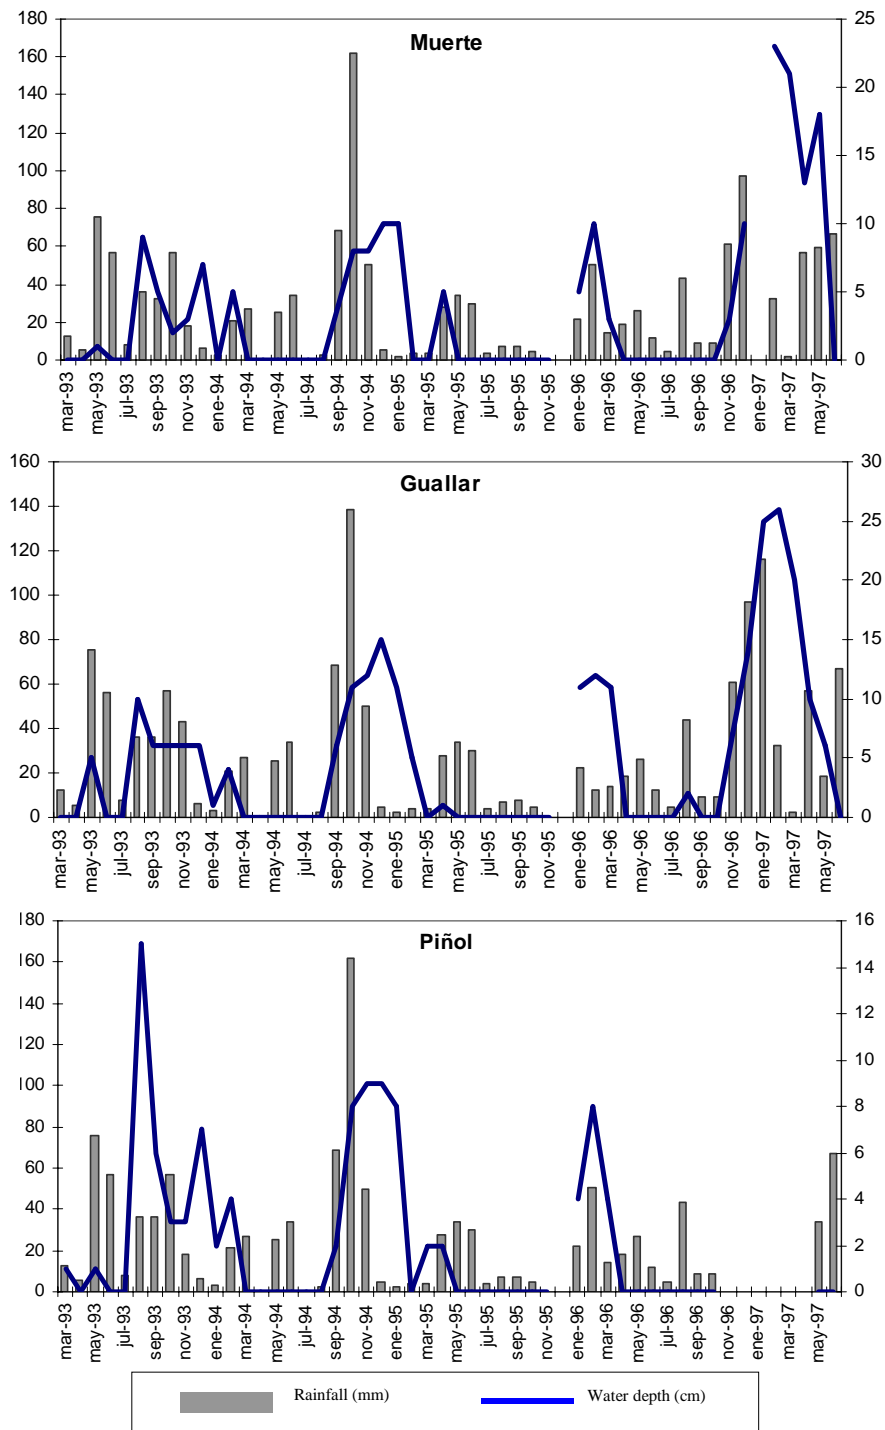 Muerte
180 160 140 120 100 80 60 40 20 0
25 20 15 10 5 0
mar-93 may-93 jul-93 sep-93 nov-93 ene-94 mar-94 may-94 jul-94 sep-94 nov-94 ene-95 mar-95 may-95 jul-95 sep-95 nov-95 ene-96 mar-96 may-96 jul-96 sep-96 nov-96 ene-97 mar-97 may-97
Guallar
160 140 120 100 80 60 40 20 0
30 25 20 15 10 5 0
mar-93 may-93 jul-93 sep-93 nov-93 ene-94 mar-94 may-94 jul-94 sep-94 nov-94 ene-95 mar-95 may-95 jul-95 sep-95 nov-95 ene-96 mar-96 may-96 jul-96 sep-96 nov-96 ene-97 mar-97 may-97
Piñol
180 160 140 120 100 80 60 40 20 0
16 14 12 10 8 6 4 2 0
mar-93 may-93 jul-93 sep-93 nov-93 ene-94 mar-94 may-94 jul-94 sep-94 nov-94 ene-95 mar-95 may-95 jul-95 sep-95 nov-95 ene-96 mar-96 may-96 jul-96 sep-96 nov-96 ene-97 mar-97 may-97
Rainfall (mm) Water depth (cm)